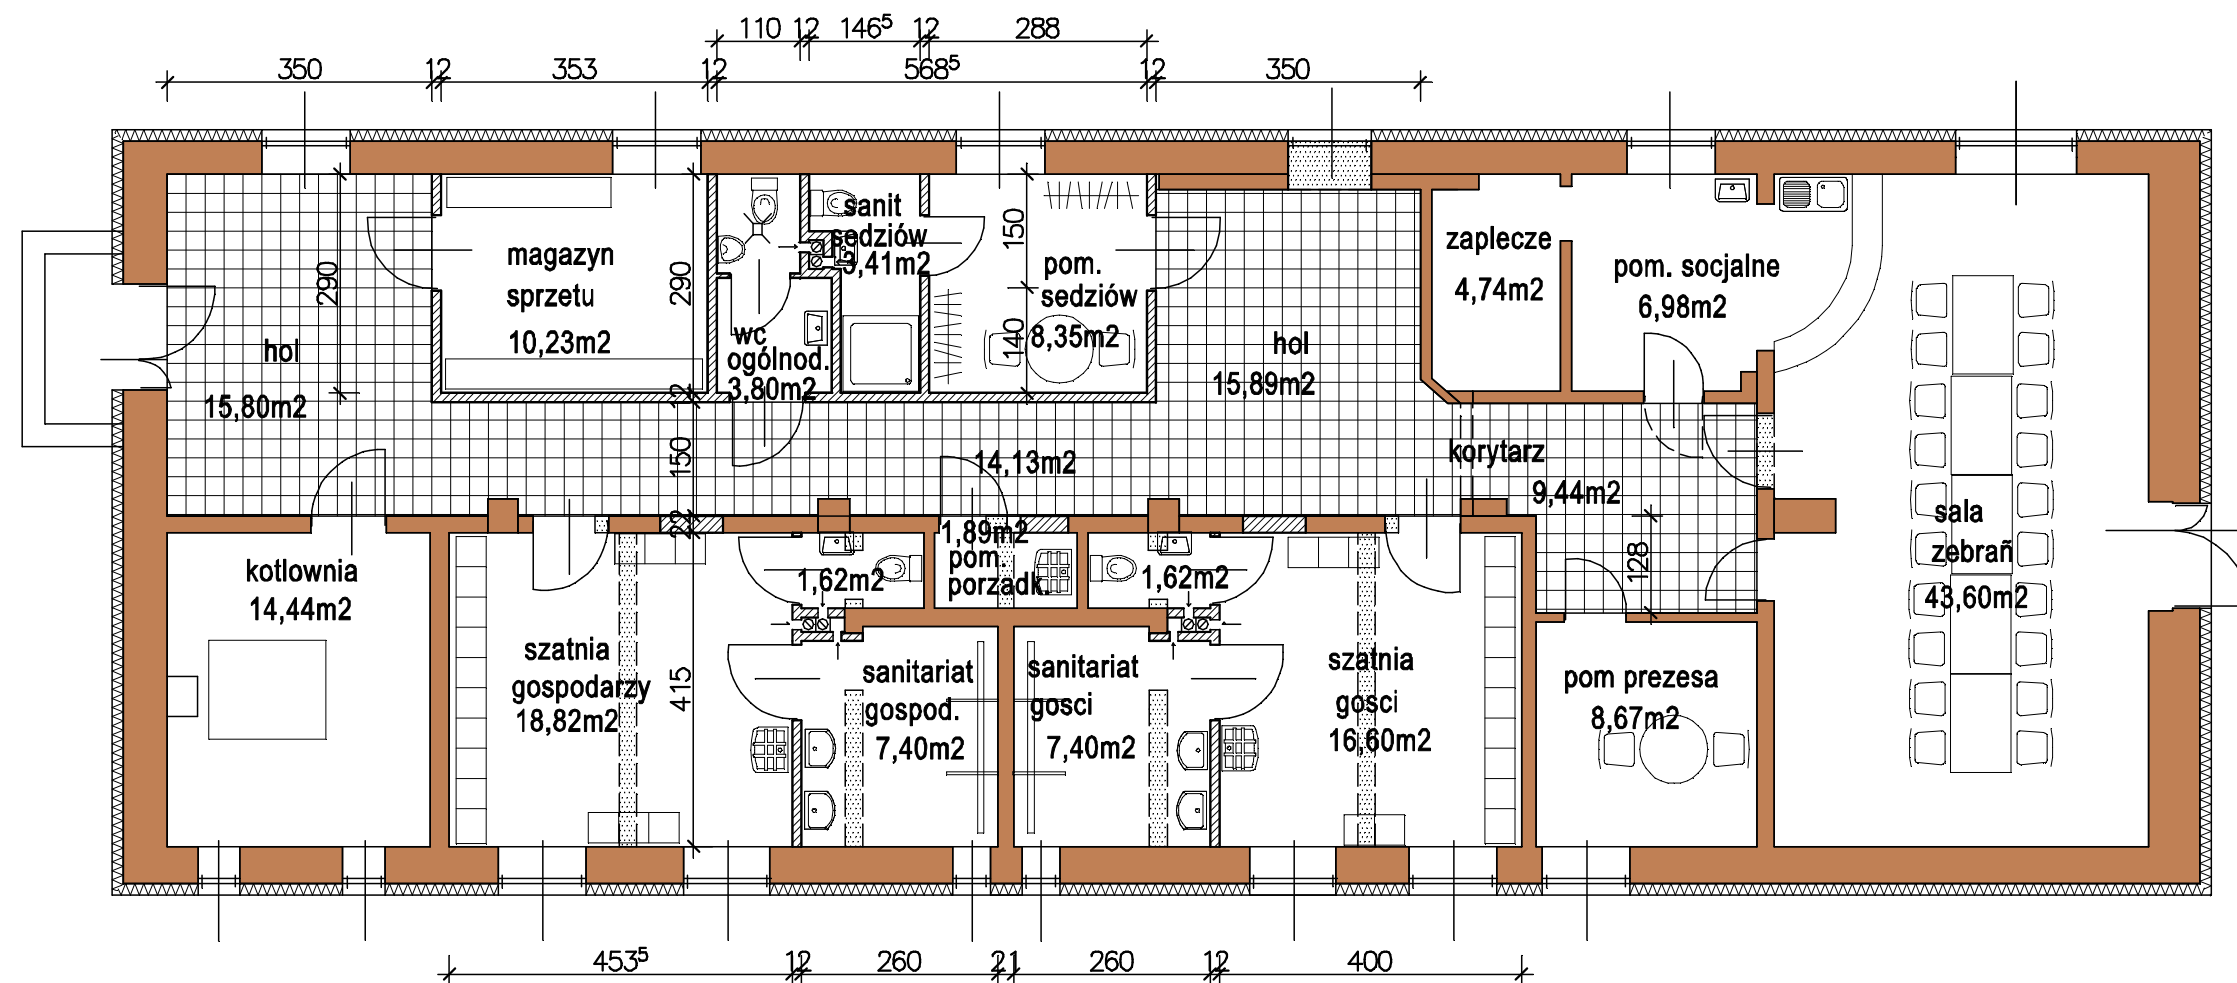 110 12 146⁵ 12 288
350 12 353 12 568⁵ 12 350
hol
15,80m2
290
magazyn
sprzetu
10,23m2
290
12
wc
ogólnod.
3,80m2
sanit
sedziów
3,41m2
150
140
pom.
sedziów
8,35m2
hol
15,89m2
zaplecze
4,74m2
pom. socjalne
6,98m2
150
14,13m2
korytarz
9,44m2
128
sala
zebrañ
43,60m2
22
kotlownia
14,44m2
szatnia
gospodarzy
18,82m2
415
1,62m2
1,89m2
pom.
porzadk.
1,62m2
sanitariat
gospod.
7,40m2
sanitariat
gosci
7,40m2
szatnia
gosci
16,60m2
pom prezesa
8,67m2
453⁵ 12 260 21 260 12 400